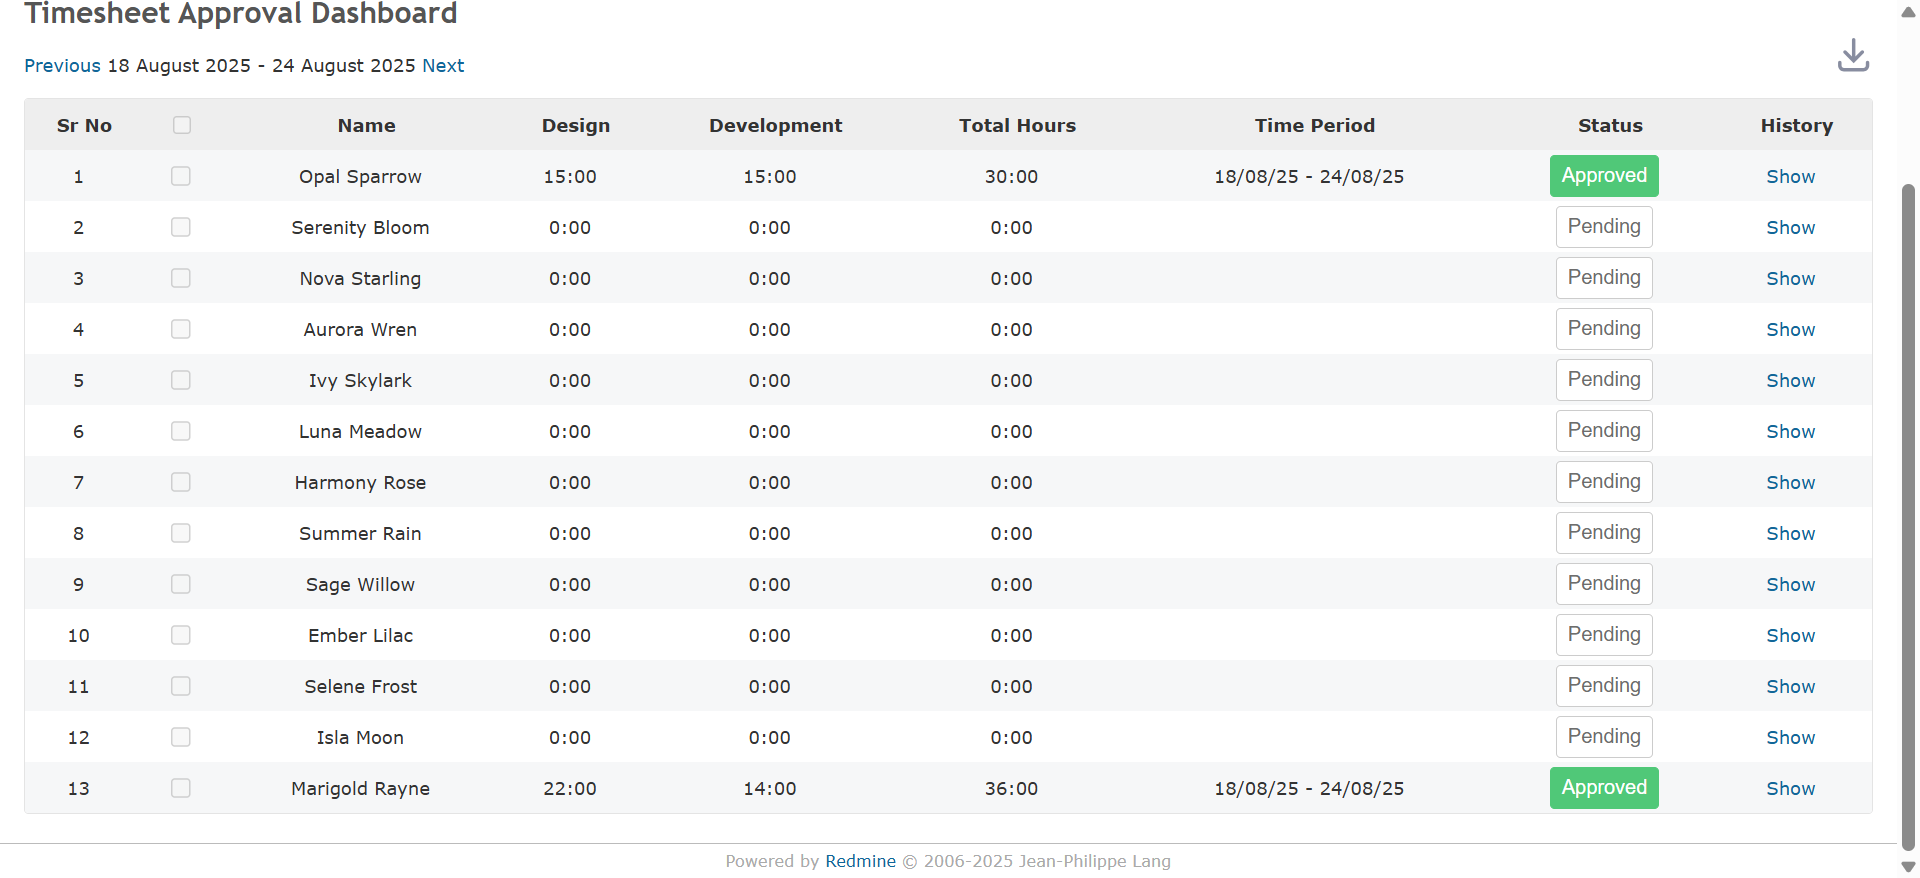 Timesheet Approval Dashboard
Previous 18 August 2025 - 24 August 2025 Next
Sr No Name Design Development Total Hours Time Period Status History
1 Opal Sparrow 15:00 15:00 30:00 18/08/25 - 24/08/25 Approved Show
2 Serenity Bloom 0:00 0:00 0:00 Pending Show
3 Nova Starling 0:00 0:00 0:00 Pending Show
4 Aurora Wren 0:00 0:00 0:00 Pending Show
5 Ivy Skylark 0:00 0:00 0:00 Pending Show
6 Luna Meadow 0:00 0:00 0:00 Pending Show
7 Harmony Rose 0:00 0:00 0:00 Pending Show
8 Summer Rain 0:00 0:00 0:00 Pending Show
9 Sage Willow 0:00 0:00 0:00 Pending Show
10 Ember Lilac 0:00 0:00 0:00 Pending Show
11 Selene Frost 0:00 0:00 0:00 Pending Show
12 Isla Moon 0:00 0:00 0:00 Pending Show
13 Marigold Rayne 22:00 14:00 36:00 18/08/25 - 24/08/25 Approved Show
Powered by Redmine © 2006-2025 Jean-Philippe Lang